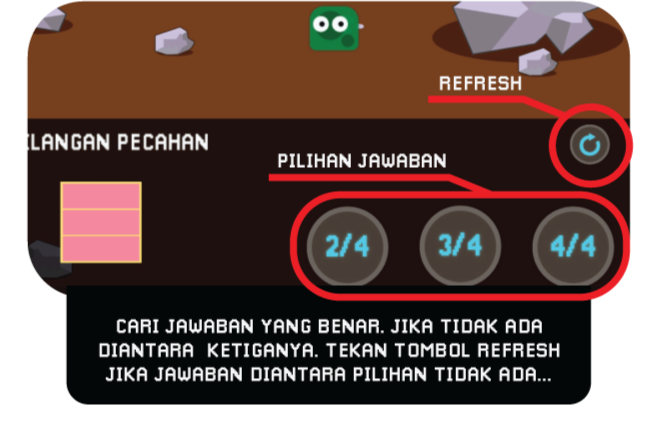 REFRESH
ILANGAN PECAHAN
PILIHAN JAWABAN
2/4 3/4 4/4
CARI JAWABAN YANG BENAR. JIKA TIDAK ADA
DIANTARA KETIGANYA. TEKAN TOMBOL REFRESH
JIKA JAWABAN DIANTARA PILIHAN TIDAK ADA...